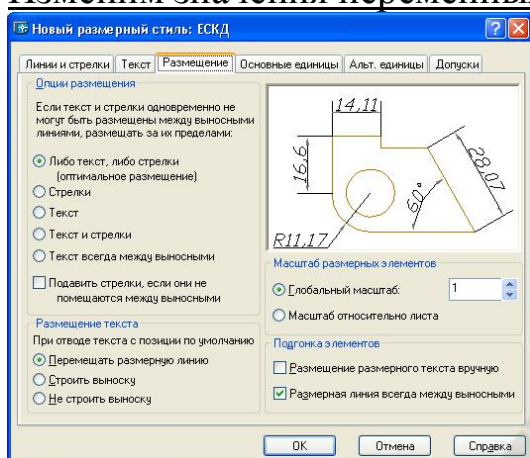 Изменим значения переменны
Новый размерный стиль: ЕСКД
Линии и стрелки Текст Размещение Основные единицы Альт. единицы Допуски
Опции размещения
Если текст и стрелки одновременно не
могут быть размещены между выносными
линиями, размещать за их пределами:
Либо текст, либо стрелки
(оптимальное размещение)
Стрелки
Текст
Текст и стрелки
Текст всегда между выносными
Подавить стрелки, если они не
помещаются между выносными
Размещение текста
При отводе текста с позиции по умолчанию
Перемещать размерную линию
Строить выноску
Не строить выноску
14,11
16,6
28,07
60°
R11,17
Масштаб размерных элементов
Глобальный масштаб: 1
Масштаб относительно листа
Подгонка элементов
Размещение размерного текста вручную
Размерная линия всегда между выносными
OK Отмена Справка